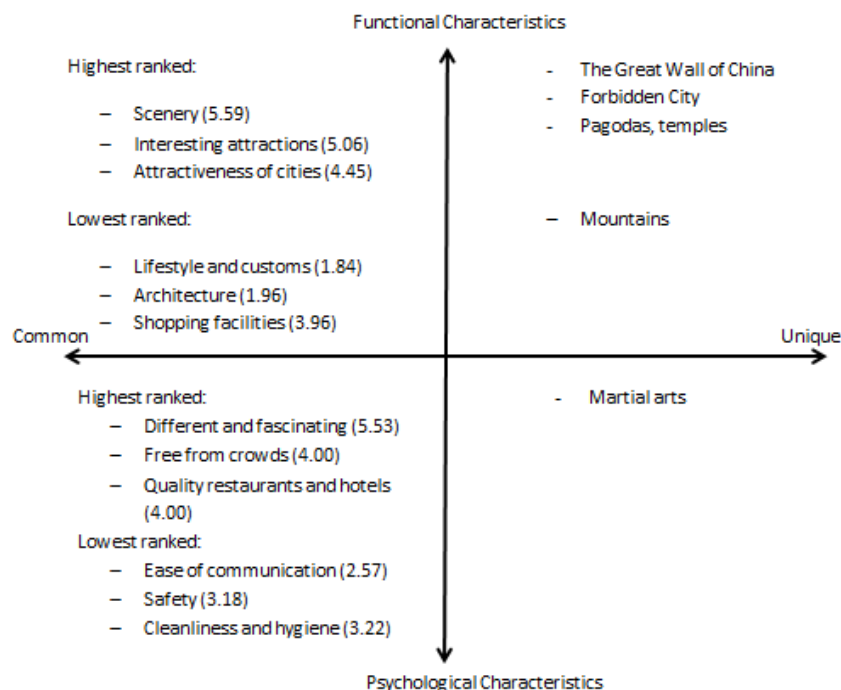 Functional Characteristics
Highest ranked:
– Scenery (5.59)
– Interesting attractions (5.06)
– Attractiveness of cities (4.45)
Lowest ranked:
– Lifestyle and customs (1.84)
– Architecture (1.96)
– Shopping facilities (3.96)
- The Great Wall of China
- Forbidden City
- Pagodas, temples
– Mountains
Common
Unique
Highest ranked:
– Different and fascinating (5.53)
– Free from crowds (4.00)
– Quality restaurants and hotels
(4.00)
Lowest ranked:
– Ease of communication (2.57)
– Safety (3.18)
– Cleanliness and hygiene (3.22)
- Martial arts
Psychological Characteristics